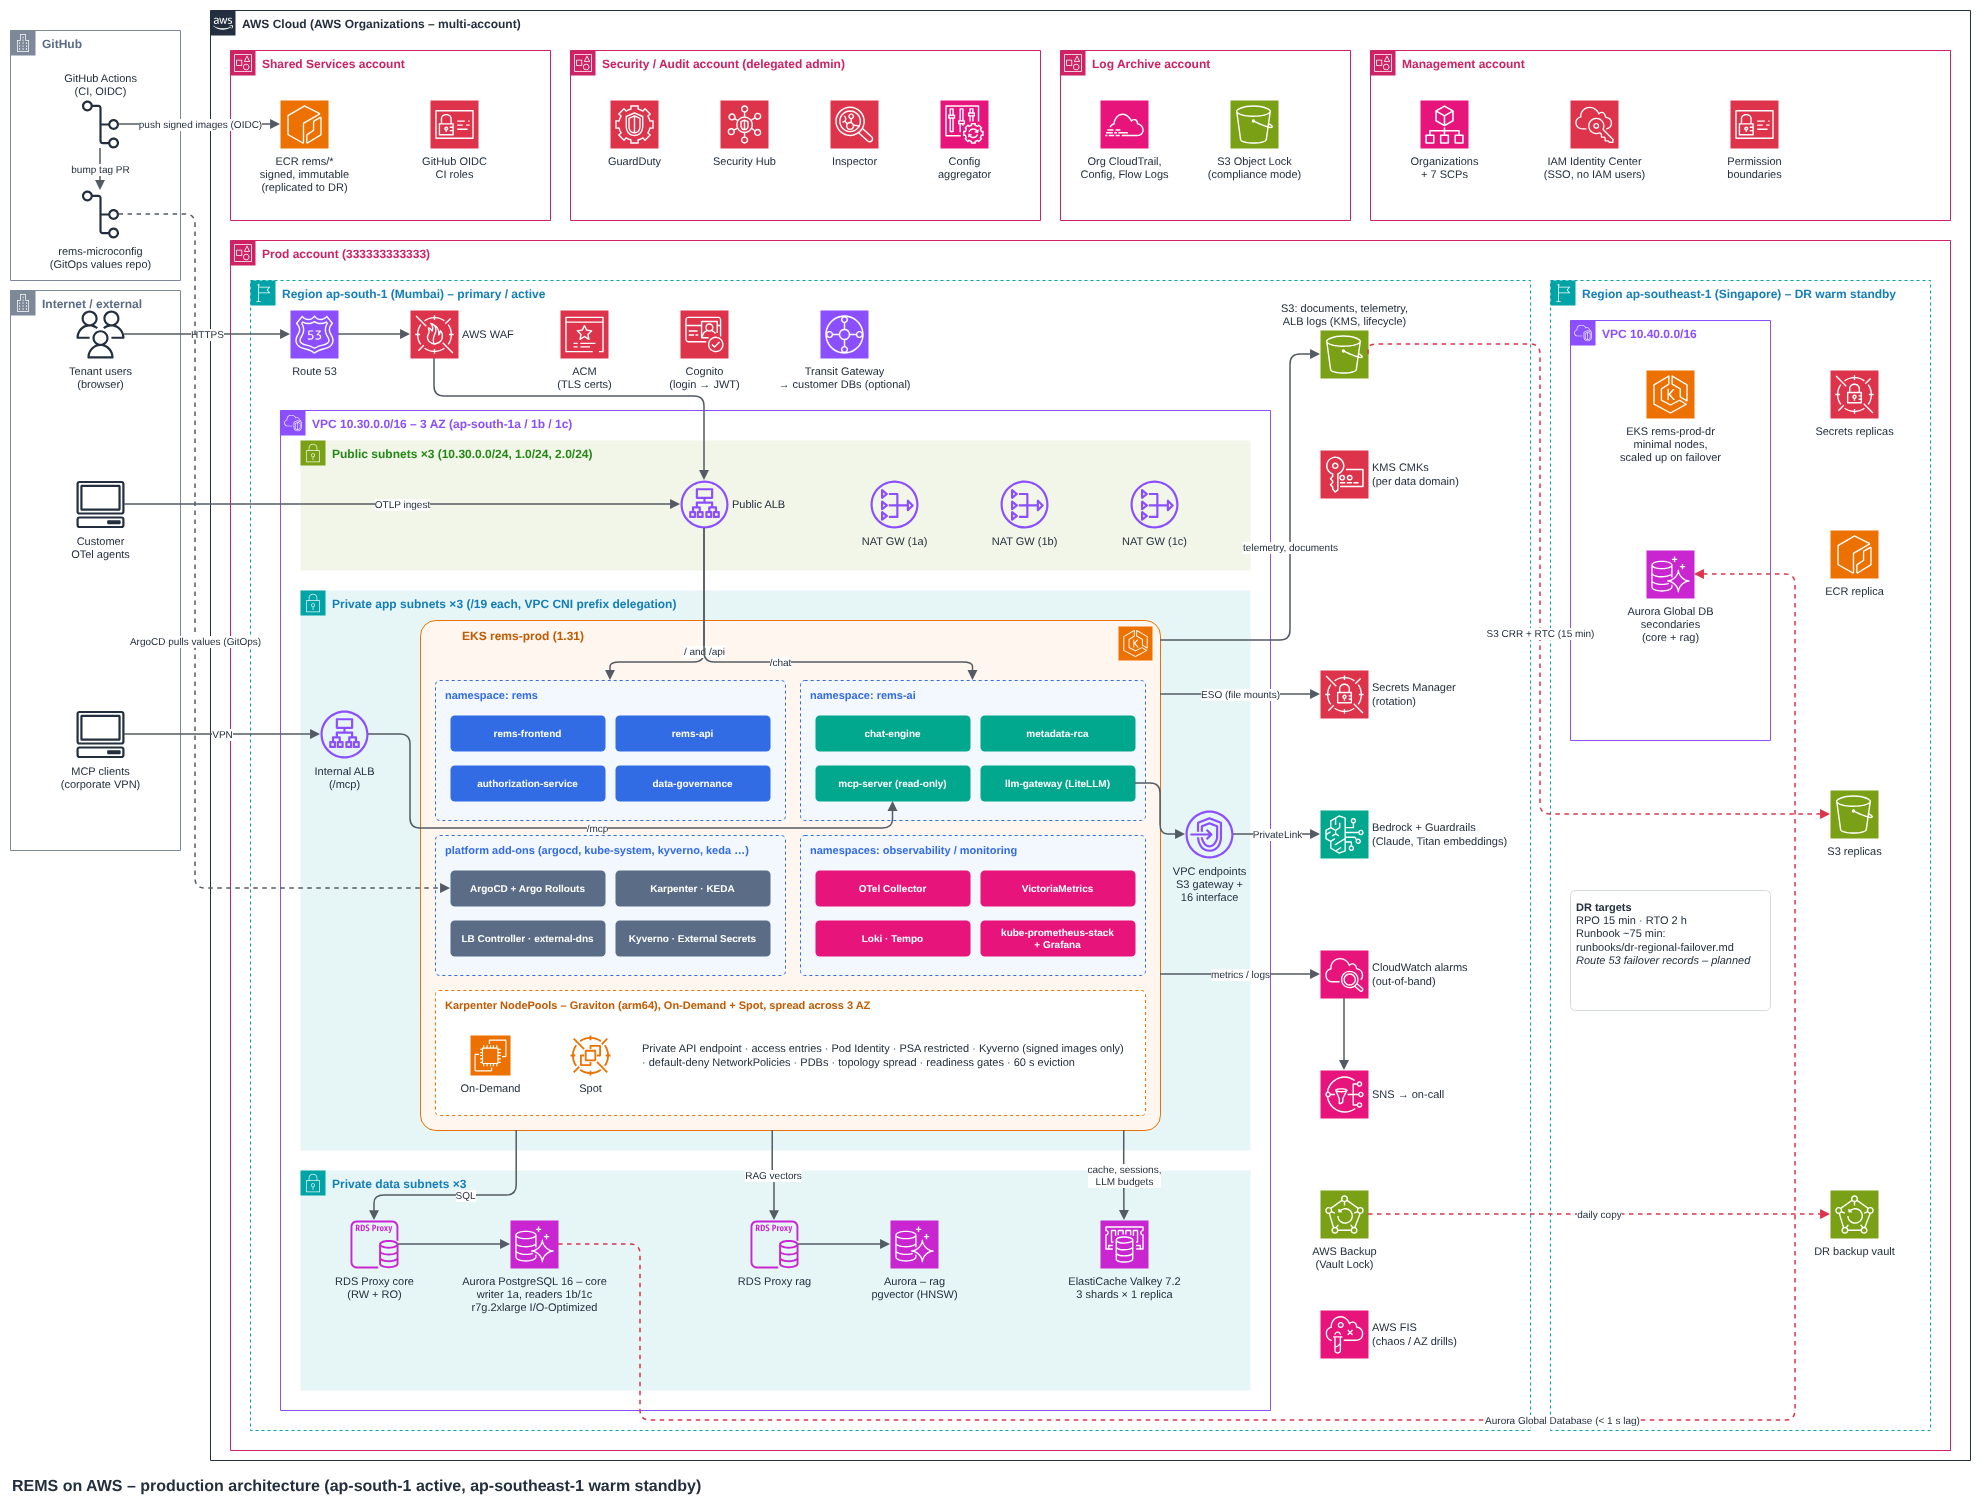 aws
AWS Cloud (AWS Organizations – multi-account)
GitHub
GitHub Actions
(CI, OIDC)
push signed images (OIDC)
bump tag PR
rems-microconfig
(GitOps values repo)
Shared Services account
ECR rems/*
signed, immutable
(replicated to DR)
GitHub OIDC
CI roles
Security / Audit account (delegated admin)
GuardDuty
Security Hub
Inspector
Config
aggregator
Log Archive account
Org CloudTrail,
Config, Flow Logs
S3 Object Lock
(compliance mode)
Management account
Organizations
+ 7 SCPs
IAM Identity Center
(SSO, no IAM users)
Permission
boundaries
Internet / external
Tenant users
(browser)
HTTPS
Customer
OTel agents
OTLP ingest
ArgoCD pulls values (GitOps)
MCP clients
(corporate VPN)
VPN
Prod account (333333333333)
Region ap-south-1 (Mumbai) – primary / active
53
Route 53
AWS WAF
ACM
(TLS certs)
Cognito
(login → JWT)
Transit Gateway
→ customer DBs (optional)
S3: documents, telemetry,
ALB logs (KMS, lifecycle)
VPC 10.30.0.0/16 – 3 AZ (ap-south-1a / 1b / 1c)
Public subnets ×3 (10.30.0.0/24, 1.0/24, 2.0/24)
Public ALB
NAT GW (1a)
NAT GW (1b)
NAT GW (1c)
KMS CMKs
(per data domain)
telemetry, documents
Private app subnets ×3 (/19 each, VPC CNI prefix delegation)
EKS rems-prod (1.31)
K
/ and /api
/chat
namespace: rems
rems-frontend
rems-api
authorization-service
data-governance
namespace: rems-ai
chat-engine
metadata-rca
mcp-server (read-only)
llm-gateway (LiteLLM)
Internal ALB
(/mcp)
/mcp
ESO (file mounts)
Secrets Manager
(rotation)
platform add-ons (argocd, kube-system, kyverno, keda …)
ArgoCD + Argo Rollouts
Karpenter · KEDA
LB Controller · external-dns
Kyverno · External Secrets
namespaces: observability / monitoring
OTel Collector
VictoriaMetrics
Loki · Tempo
kube-prometheus-stack
+ Grafana
VPC endpoints
S3 gateway +
16 interface
PrivateLink
Bedrock + Guardrails
(Claude, Titan embeddings)
metrics / logs
CloudWatch alarms
(out-of-band)
SNS → on-call
Karpenter NodePools – Graviton (arm64), On-Demand + Spot, spread across 3 AZ
On-Demand
Spot
Private API endpoint · access entries · Pod Identity · PSA restricted · Kyverno (signed images only)
· default-deny NetworkPolicies · PDBs · topology spread · readiness gates · 60 s eviction
Private data subnets ×3
SQL
RAG vectors
cache, sessions,
LLM budgets
RDS Proxy
RDS Proxy core
(RW + RO)
Aurora PostgreSQL 16 – core
writer 1a, readers 1b/1c
r7g.2xlarge I/O-Optimized
RDS Proxy
RDS Proxy rag
Aurora – rag
pgvector (HNSW)
ElastiCache Valkey 7.2
3 shards × 1 replica
AWS Backup
(Vault Lock)
daily copy
AWS FIS
(chaos / AZ drills)
Aurora Global Database (< 1 s lag)
Region ap-southeast-1 (Singapore) – DR warm standby
VPC 10.40.0.0/16
K
EKS rems-prod-dr
minimal nodes,
scaled up on failover
Secrets replicas
ECR replica
Aurora Global DB
secondaries
(core + rag)
S3 CRR + RTC (15 min)
S3 replicas
DR targets
RPO 15 min · RTO 2 h
Runbook ~75 min:
runbooks/dr-regional-failover.md
Route 53 failover records – planned
DR backup vault
REMS on AWS – production architecture (ap-south-1 active, ap-southeast-1 warm standby)